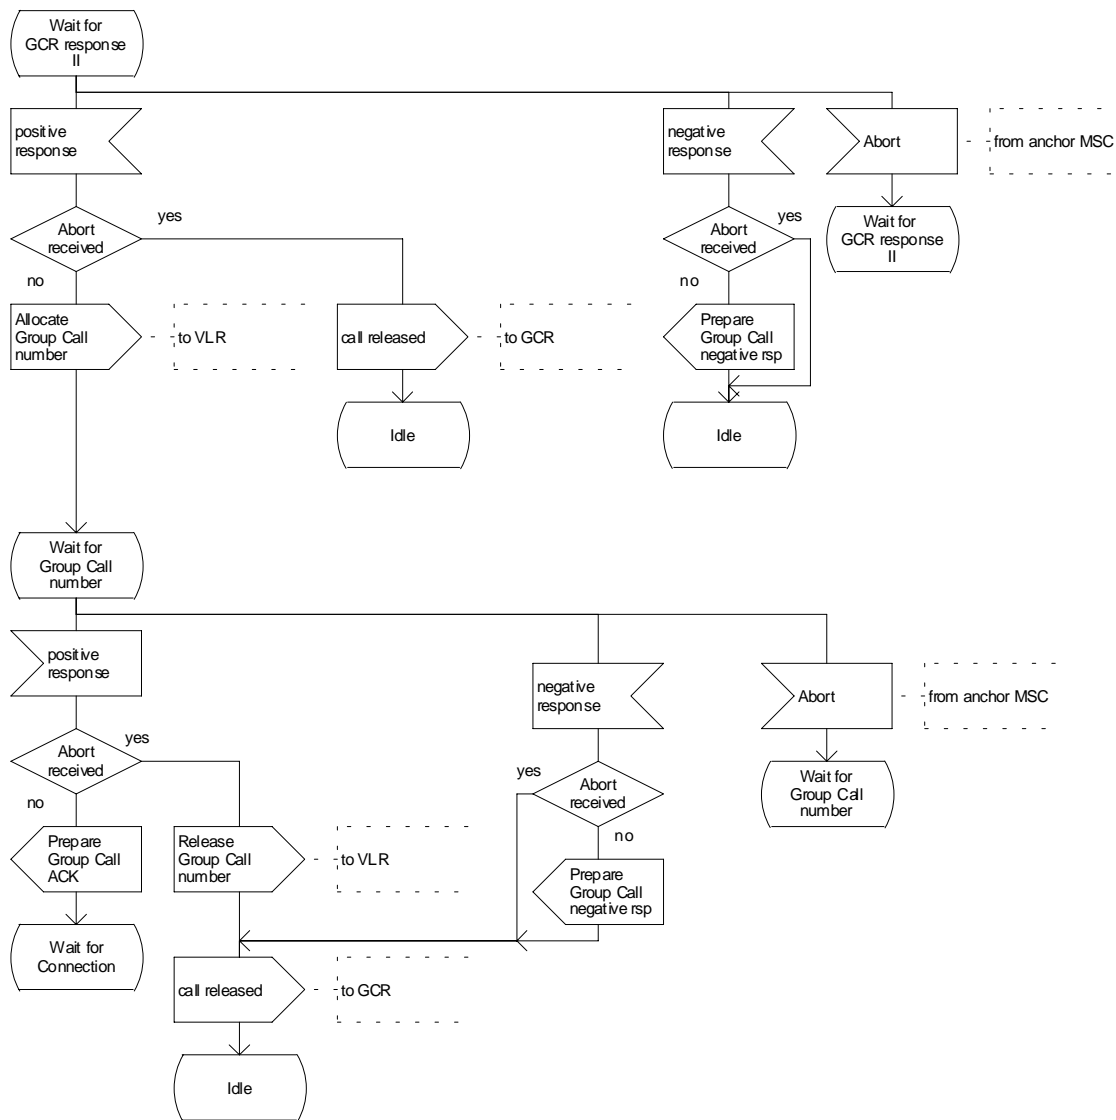 Wait for
GCR response
II
positive
response
negative
response
Abort
from anchor MSC
Abort
received
yes
no
Abort
received
yes
no
Wait for
GCR response
II
Allocate
Group Call
number
to VLR
call released
to GCR
Prepare
Group Call
negative rsp
Idle
Idle
Wait for
Group Call
number
positive
response
negative
response
Abort
from anchor MSC
Abort
received
yes
no
yes
Abort
received
no
Wait for
Group Call
number
Prepare
Group Call
ACK
Release
Group Call
number
to VLR
Prepare
Group Call
negative rsp
Wait for
Connection
call released
to GCR
Idle